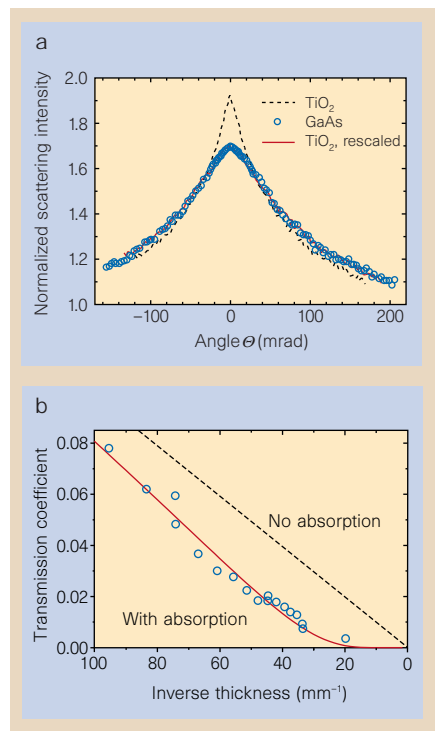 a
Normalized scattering intensity
2.0
1.8
1.6
1.4
1.2
1.0
TiO₂
GaAs
TiO₂, rescaled
−100 0 100 200
Angle Θ (mrad)
b
Transmission coefficient
0.08
0.06
0.04
0.02
0.00
No absorption
With absorption
100 80 60 40 20 0
Inverse thickness (mm⁻¹)